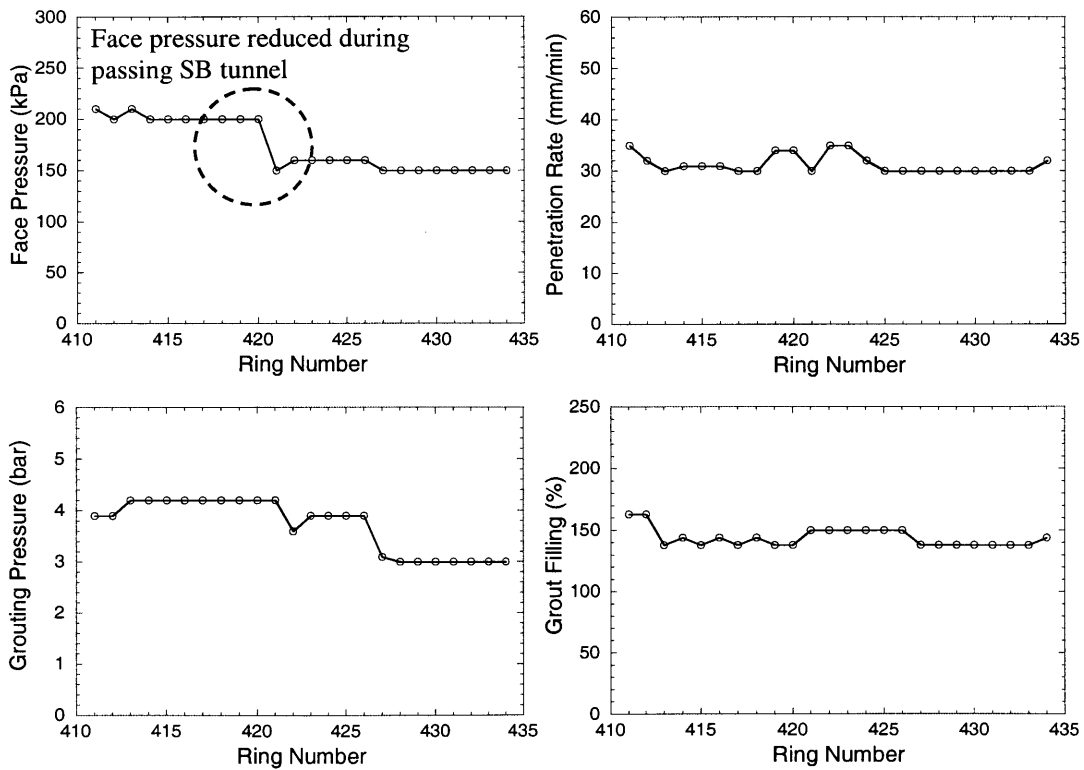 Face pressure reduced during
passing SB tunnel
Face Pressure (kPa)
300
250
200
150
100
50
0
410 415 420 425 430 435
Ring Number
Penetration Rate (mm/min)
60
50
40
30
20
10
0
410 415 420 425 430 435
Ring Number
Grouting Pressure (bar)
6
5
4
3
2
1
0
410 415 420 425 430 435
Ring Number
Grout Filling (%)
250
200
150
100
50
0
410 415 420 425 430 435
Ring Number